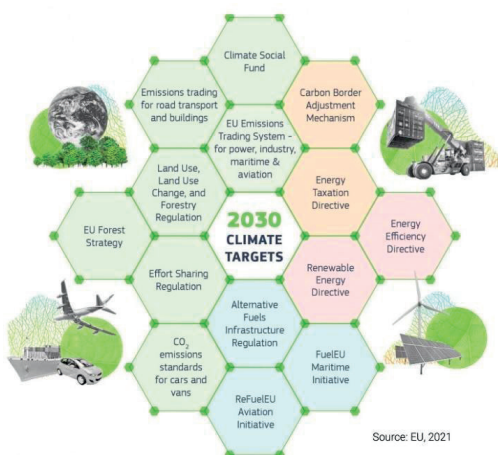 Climate Social
Fund
Emissions trading
for road transport
and buildings
Carbon Border
Adjustment
Mechanism
EU Emissions
Trading System -
for power, industry,
maritime &
aviation
Land Use,
Land Use
Change, and
Forestry
Regulation
Energy
Taxation
Directive
EU Forest
Strategy
2030
CLIMATE
TARGETS
Energy
Efficiency
Directive
Effort Sharing
Regulation
Renewable
Energy
Directive
Alternative
Fuels
Infrastructure
Regulation
CO₂
emissions
standards
for cars and
vans
FuelEU
Maritime
Initiative
ReFuelEU
Aviation
Initiative
Source: EU, 2021